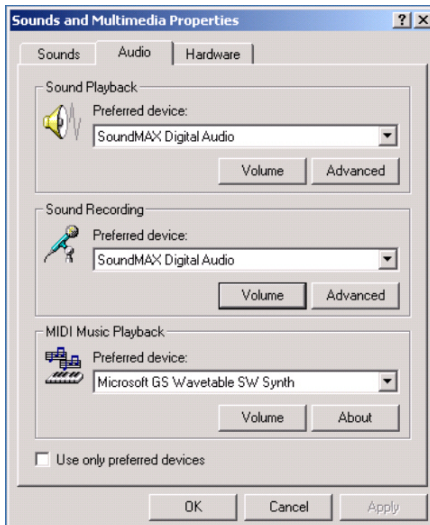 Sounds and Multimedia Properties
Sounds Audio Hardware
Sound Playback
Preferred device:
SoundMAX Digital Audio
Volume Advanced
Sound Recording
Preferred device:
SoundMAX Digital Audio
Volume Advanced
MIDI Music Playback
Preferred device:
Microsoft GS Wavetable SW Synth
Volume About
Use only preferred devices
OK Cancel Apply